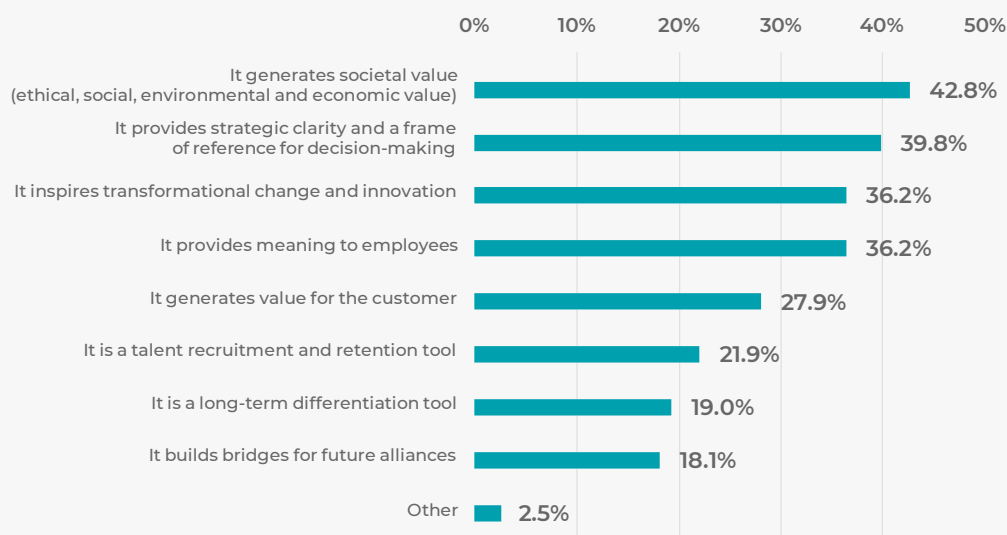 0% 10% 20% 30% 40% 50%
It generates societal value
(ethical, social, environmental and economic value)
42.8%
It provides strategic clarity and a frame
of reference for decision-making
39.8%
It inspires transformational change and innovation 36.2%
It provides meaning to employees 36.2%
It generates value for the customer 27.9%
It is a talent recruitment and retention tool 21.9%
It is a long-term differentiation tool 19.0%
It builds bridges for future alliances 18.1%
Other 2.5%